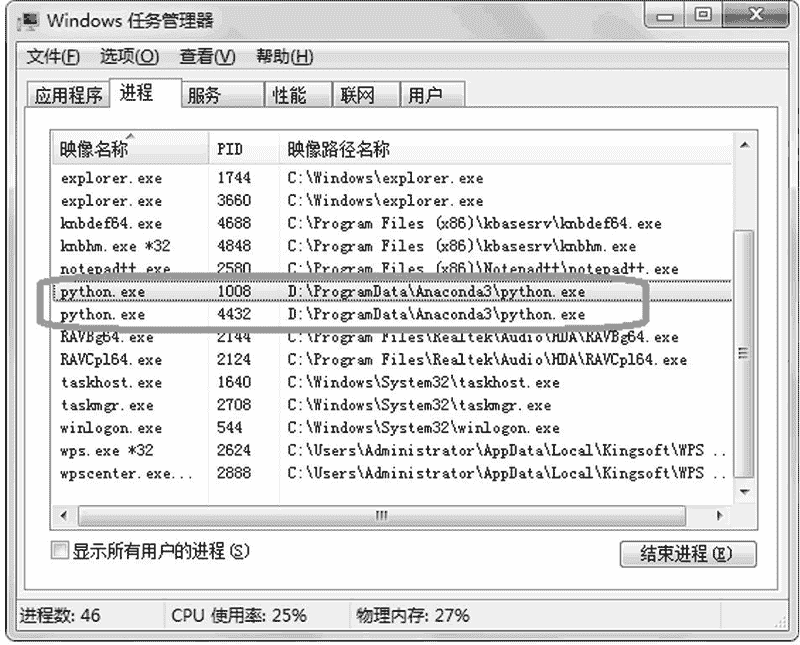 Windows 任务管理器
文件(F) 选项(O) 查看(V) 帮助(H)
应用程序 进程 服务 性能 联网 用户
映像名称 PID 映像路径名称
explorer.exe 1744 C:\Windows\explorer.exe
explorer.exe 3660 C:\Windows\explorer.exe
knbdef64.exe 4688 C:\Program Files (x86)\kbasesrv\knbdef64.exe
knbhm.exe *32 4848 C:\Program Files (x86)\kbasesrv\knbhm.exe
notepad++.exe 2580 C:\Program Files (x86)\Notepad++\notepad++.exe
python.exe 1008 D:\ProgramData\Anaconda3\python.exe
python.exe 4432 D:\ProgramData\Anaconda3\python.exe
RAVBg64.exe 2144 C:\Program Files\Realtek\Audio\HDA\RAVBg64.exe
RAVCpl64.exe 2124 C:\Program Files\Realtek\Audio\HDA\RAVCpl64.exe
taskhost.exe 1640 C:\Windows\System32\taskhost.exe
taskmgr.exe 2708 C:\Windows\System32\taskmgr.exe
winlogon.exe 544 C:\Windows\System32\winlogon.exe
wps.exe *32 2624 C:\Users\Administrator\AppData\Local\Kingsoft\WPS ..
wpscenter.exe... 2888 C:\Users\Administrator\AppData\Local\Kingsoft\WPS ..
显示所有用户的进程(S) 结束进程(E)
进程数: 46 CPU 使用率: 25% 物理内存: 27%